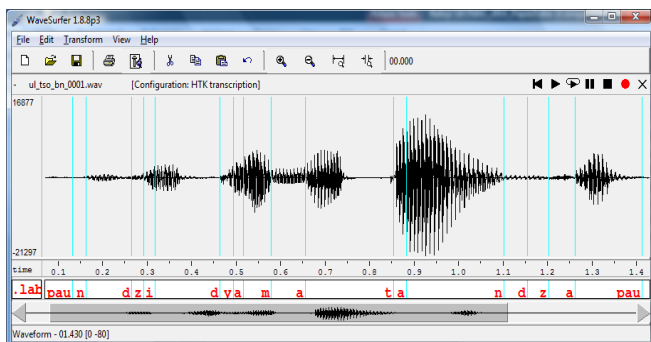 WaveSurfer 1.8.8p3
File Edit Transform View Help
00.000
- ul_tso_bn_0001.wav [Configuration: HTK transcription]
16877
-21297
time 0.1 0.2 0.3 0.4 0.5 0.6 0.7 0.8 0.9 1.0 1.1 1.2 1.3 1.4
.lab pau n d z i d v a m a t a n d z a pau
Waveform - 01.430 [0 -80]